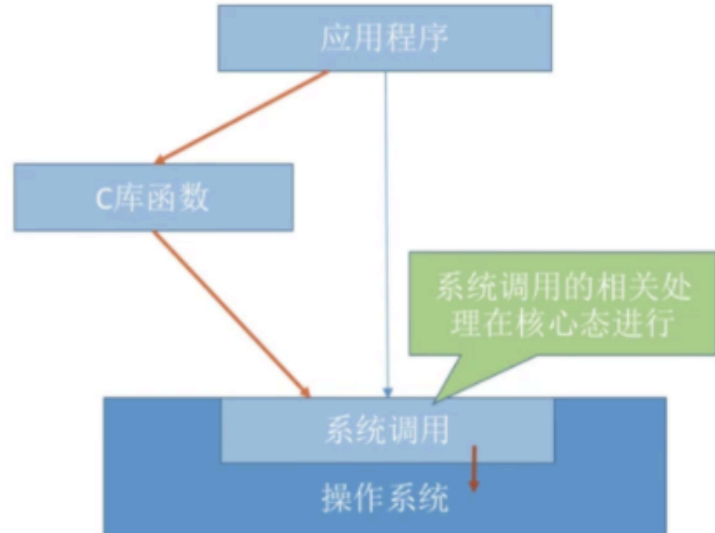 应用程序
C库函数
系统调用的相关处
理在核心态进行
系统调用
操作系统